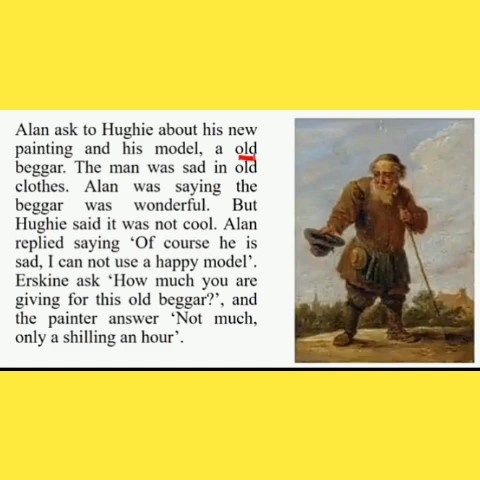 Alan ask to Hughie about his new
painting and his model, a old
beggar. The man was sad in old
clothes. Alan was saying the
beggar was wonderful. But
Hughie said it was not cool. Alan
replied saying ‘Of course he is
sad, I can not use a happy model’.
Erskine ask ‘How much you are
giving for this old beggar?’, and
the painter answer ‘Not much,
only a shilling an hour’.